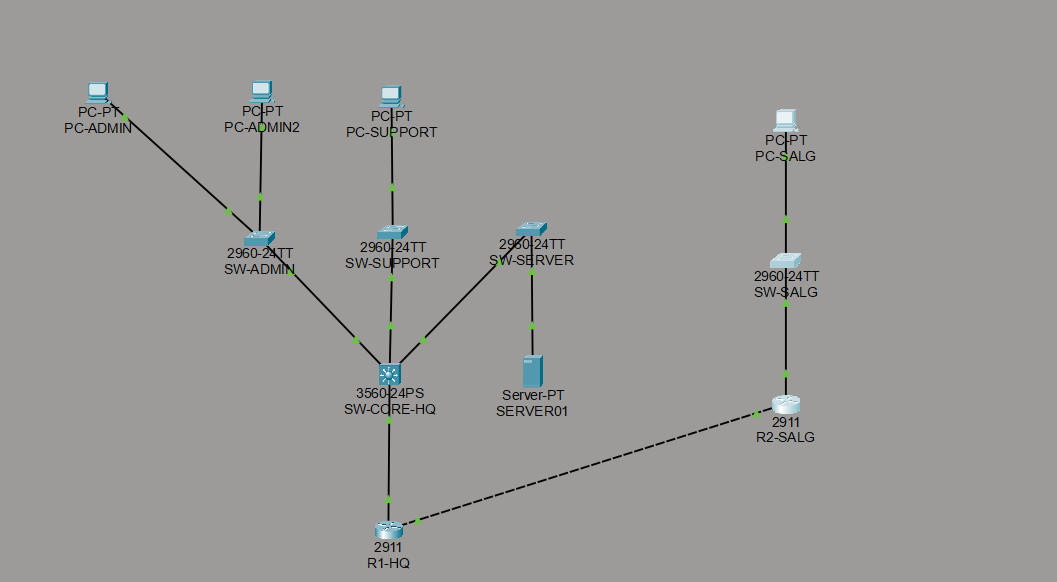 PC-PT
PC-ADMIN
PC-PT
PC-ADMIN2
PC-PT
PC-SUPPORT
PC-PT
PC-SALG
2960-24TT
SW-ADMIN
2960-24TT
SW-SUPPORT
2960-24TT
SW-SERVER
2960-24TT
SW-SALG
3560-24PS
SW-CORE-HQ
Server-PT
SERVER01
2911
R2-SALG
2911
R1-HQ